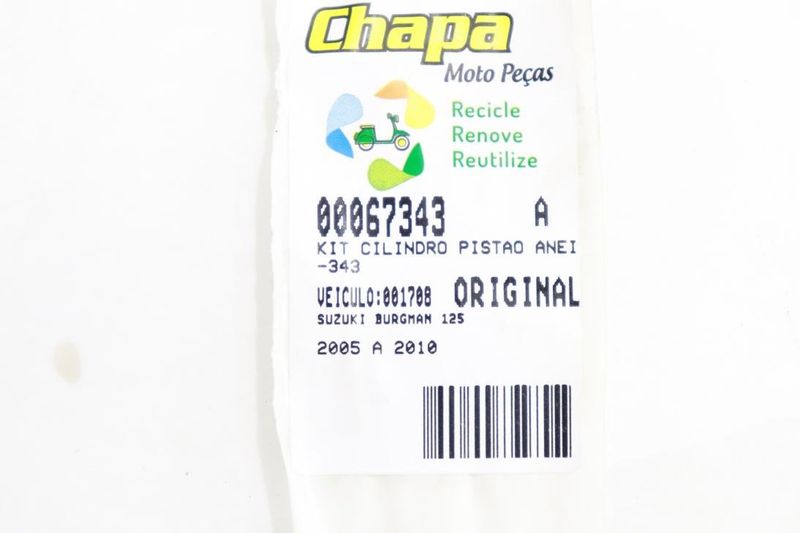 Chapa
Moto Peças
Recicle
Renove
Reutilize
00067343 A
KIT CILINDRO PISTAO ANEI
-343
VEICULO:001708 ORIGINAL
SUZUKI BURGMAN 125
2005 A 2010